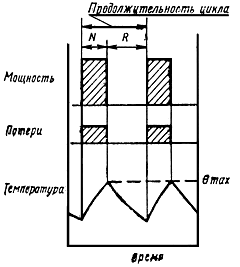 Продолжительность цикла
N R
Мощность
Потери
Температура
θmax
время